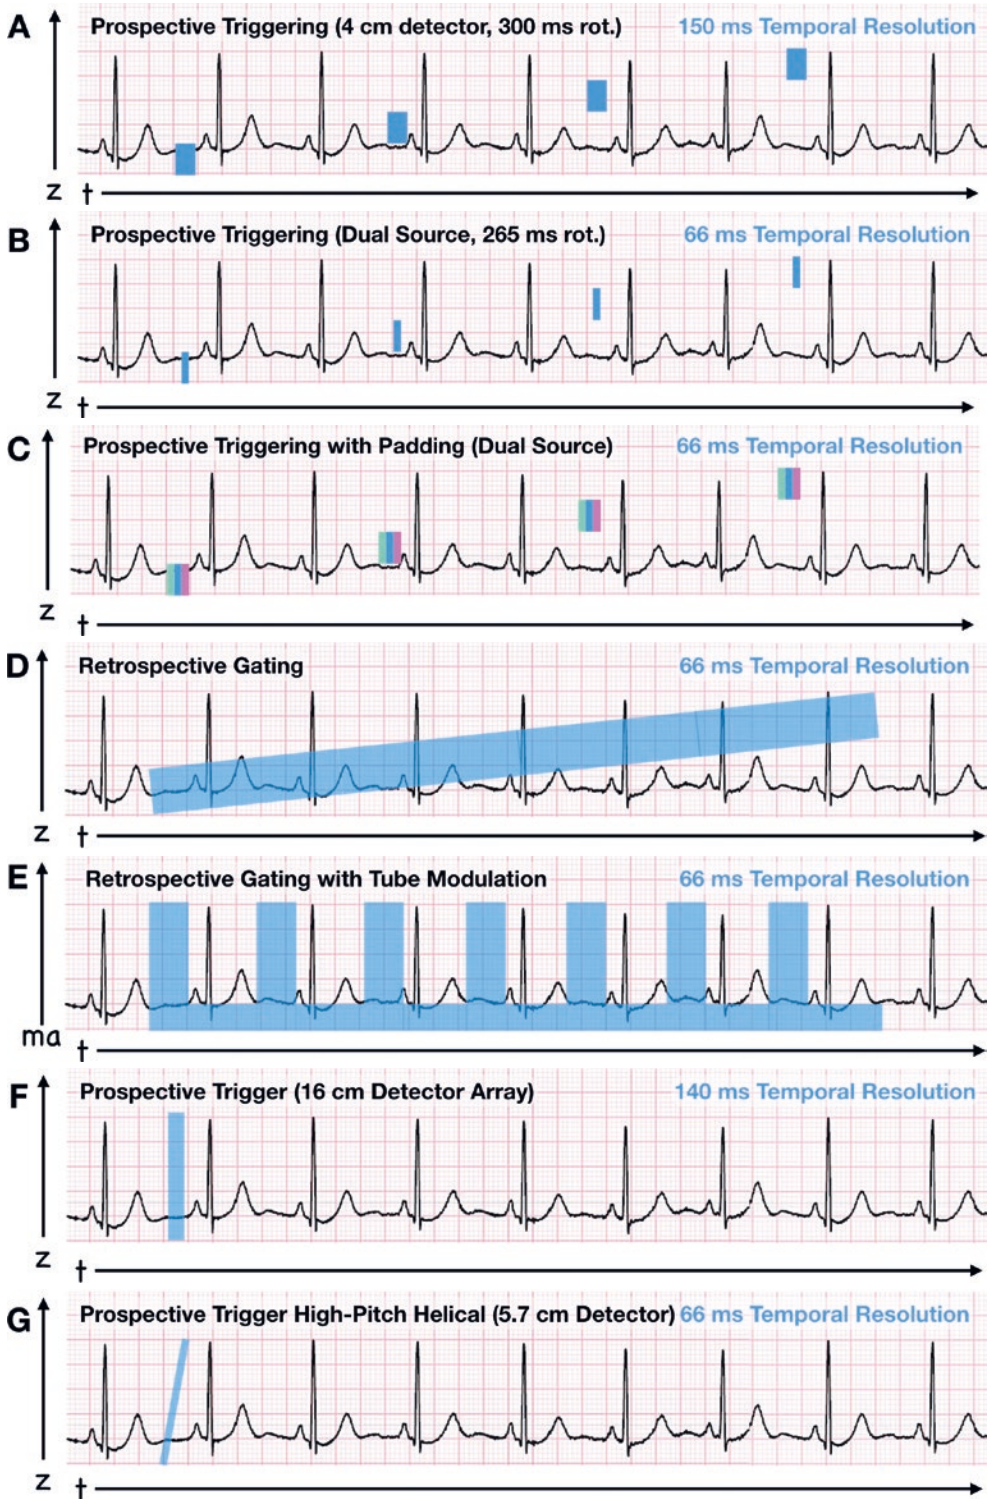 A Prospective Triggering (4 cm detector, 300 ms rot.) 150 ms Temporal Resolution
z t
B Prospective Triggering (Dual Source, 265 ms rot.) 66 ms Temporal Resolution
z t
C Prospective Triggering with Padding (Dual Source) 66 ms Temporal Resolution
z t
D Retrospective Gating 66 ms Temporal Resolution
z t
E Retrospective Gating with Tube Modulation 66 ms Temporal Resolution
ma t
F Prospective Trigger (16 cm Detector Array) 140 ms Temporal Resolution
z t
G Prospective Trigger High-Pitch Helical (5.7 cm Detector) 66 ms Temporal Resolution
z t